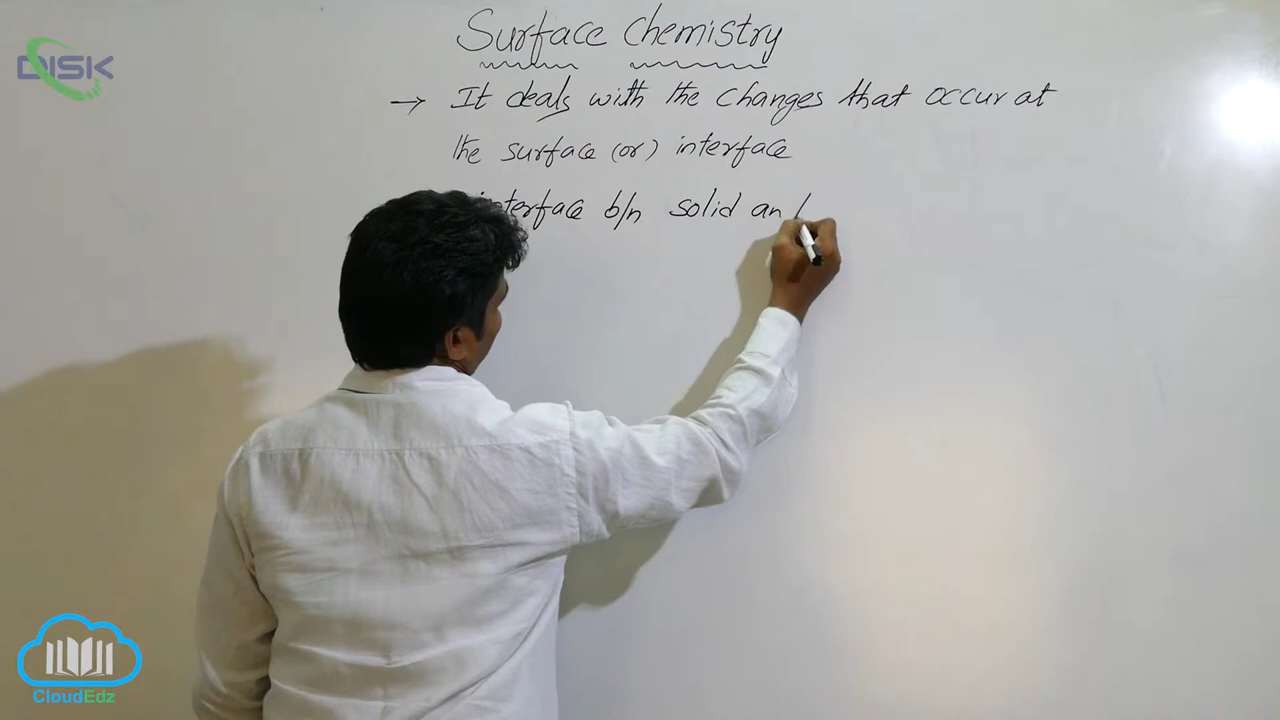 Surface Chemistry
DISK
→ It deals with the changes that occur at
the surface (or) interface
interface b/n solid an
CloudEdz